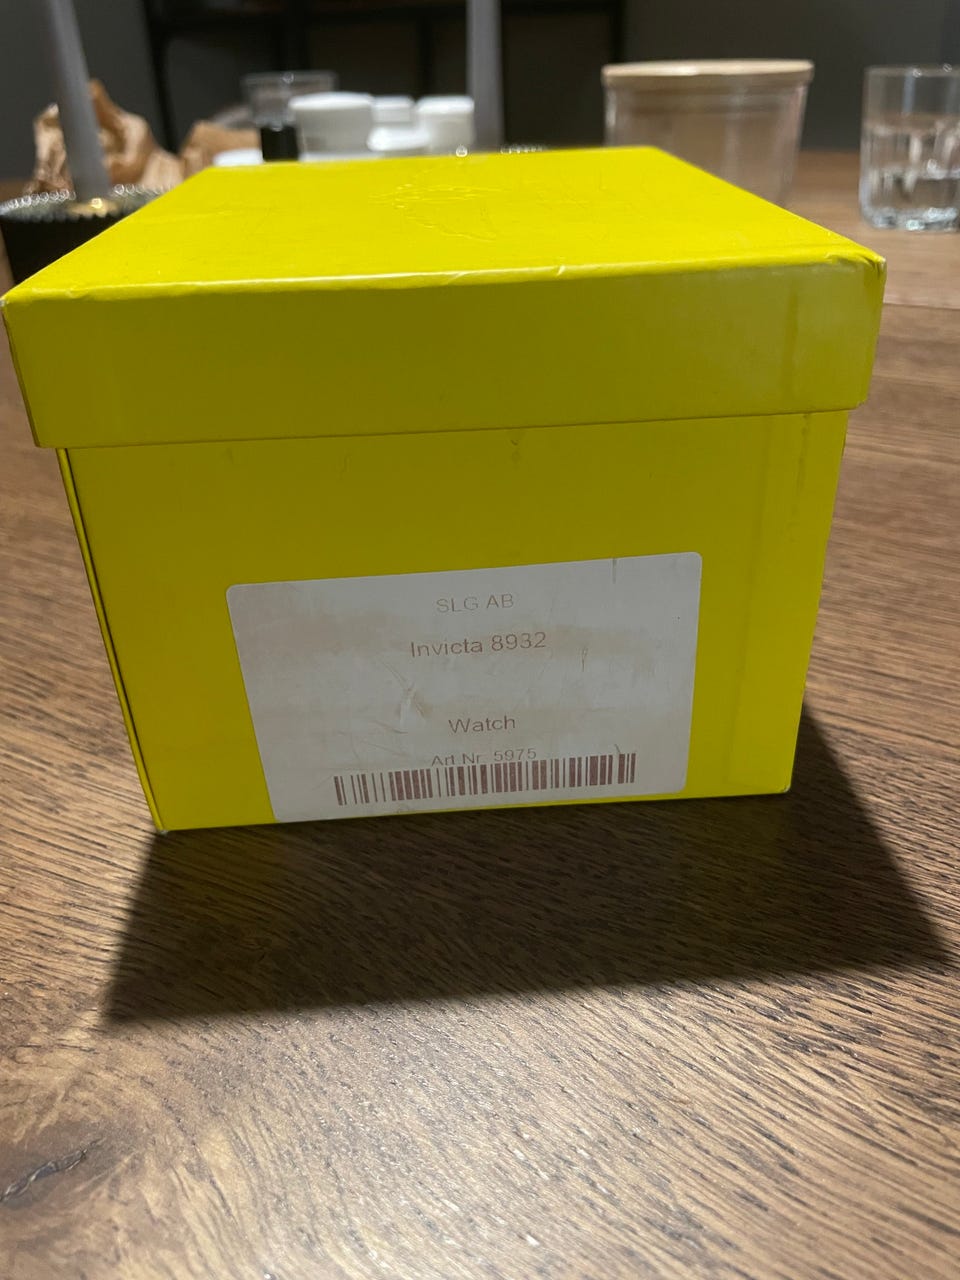 SLG AB
Invicta 8932
Watch
Art Nr 5975